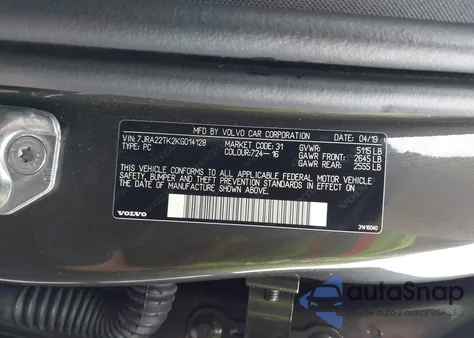 MFD. BY VOLVO CAR CORPORATION DATE: 04/19
VIN: 7JRA22TK2KG014128 MARKET CODE: 31 GVWR: 5115 LB
TYPE: PC COLOUR: 724-16 GAWR FRONT: 2645 LB
GAWR REAR: 2555 LB
THIS VEHICLE CONFORMS TO ALL APPLICABLE FEDERAL MOTOR VEHICLE
SAFETY, BUMPER AND THEFT PREVENTION STANDARDS IN EFFECT
ON THE DATE OF MANUFACTURE SHOWN ABOVE.
VOLVO 31418040
autoSnap